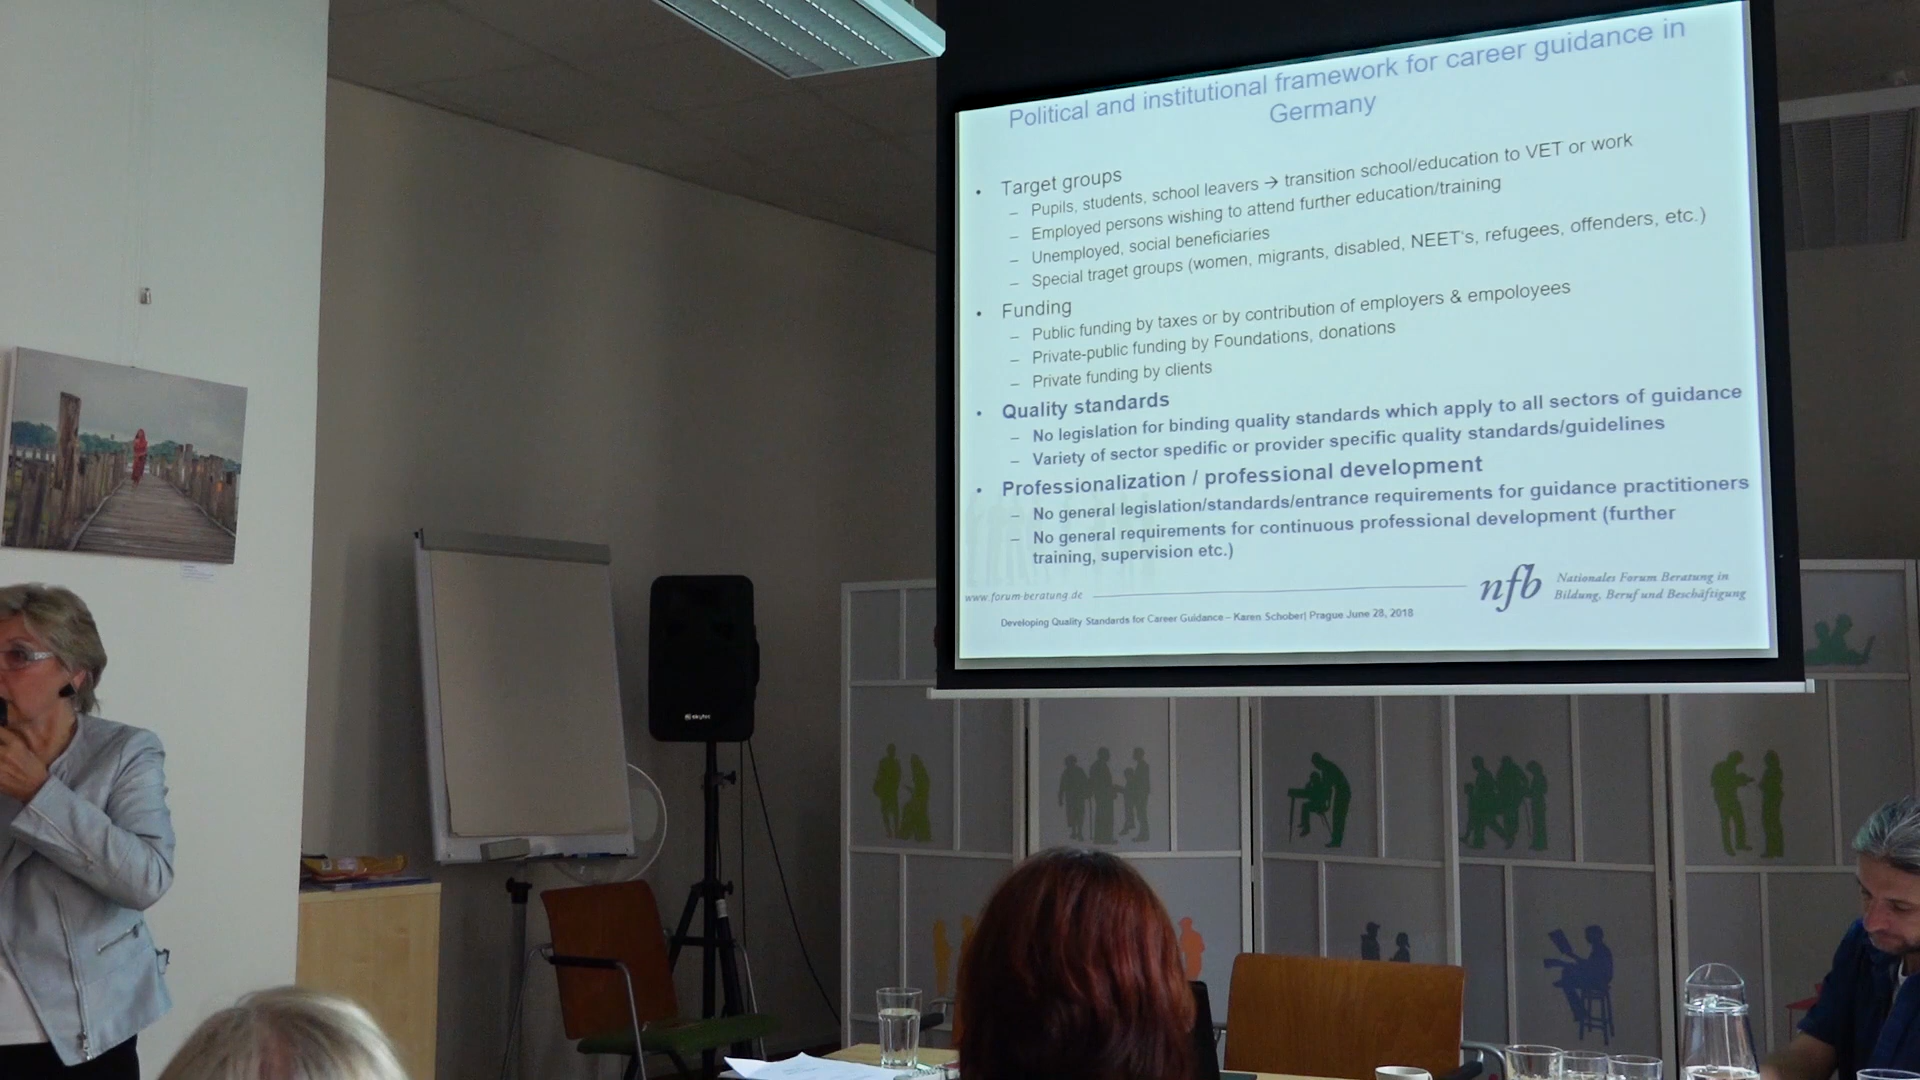 Political and institutional framework for career guidance in
Germany
• Target groups
– Pupils, students, school leavers → transition school/education to VET or work
– Employed persons wishing to attend further education/training
– Unemployed, social beneficiaries
– Special traget groups (women, migrants, disabled, NEET's, refugees, offenders, etc.)
• Funding
– Public funding by taxes or by contribution of employers & empoloyees
– Private-public funding by Foundations, donations
– Private funding by clients
• Quality standards
– No legislation for binding quality standards which apply to all sectors of guidance
– Variety of sector spedific or provider specific quality standards/guidelines
• Professionalization / professional development
– No general legislation/standards/entrance requirements for guidance practitioners
– No general requirements for continuous professional development (further
training, supervision etc.)
www.forum-beratung.de
nfb
Nationales Forum Beratung in
Bildung, Beruf und Beschäftigung
Developing Quality Standards for Career Guidance – Karen Schober| Prague June 28, 2018
skytec